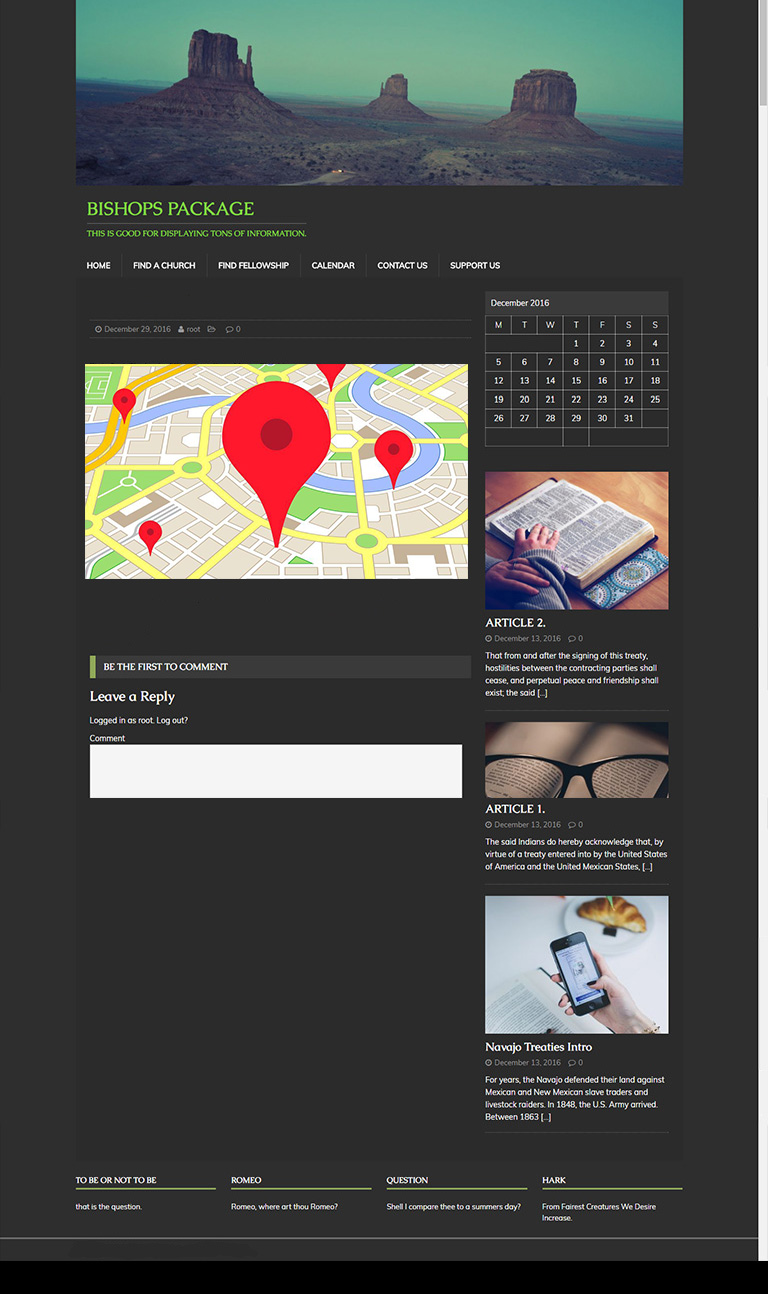 BISHOPS PACKAGE
THIS IS GOOD FOR DISPLAYING TONS OF INFORMATION.
HOME FIND A CHURCH FIND FELLOWSHIP CALENDAR CONTACT US SUPPORT US
December 29, 2016 root 0
BE THE FIRST TO COMMENT
Leave a Reply
Logged in as root. Log out?
Comment
December 2016
M T W T F S S
1 2 3 4
5 6 7 8 9 10 11
12 13 14 15 16 17 18
19 20 21 22 23 24 25
26 27 28 29 30 31
ARTICLE 2.
December 13, 2016 0
That from and after the signing of this treaty,
hostilities between the contracting parties shall
cease, and perpetual peace and friendship shall
exist; the said [...]
ARTICLE 1.
December 13, 2016 0
The said Indians do hereby acknowledge that, by
virtue of a treaty entered into by the United States
of America and the United Mexican States, [...]
Navajo Treaties Intro
December 13, 2016 0
For years, the Navajo defended their land against
Mexican and New Mexican slave traders and
livestock raiders. In 1848, the U.S. Army arrived.
Between 1863 [...]
TO BE OR NOT TO BE
that is the question.
ROMEO
Romeo, where art thou Romeo?
QUESTION
Shell I compare thee to a summers day?
HARK
From Fairest Creatures We Desire
Increase.